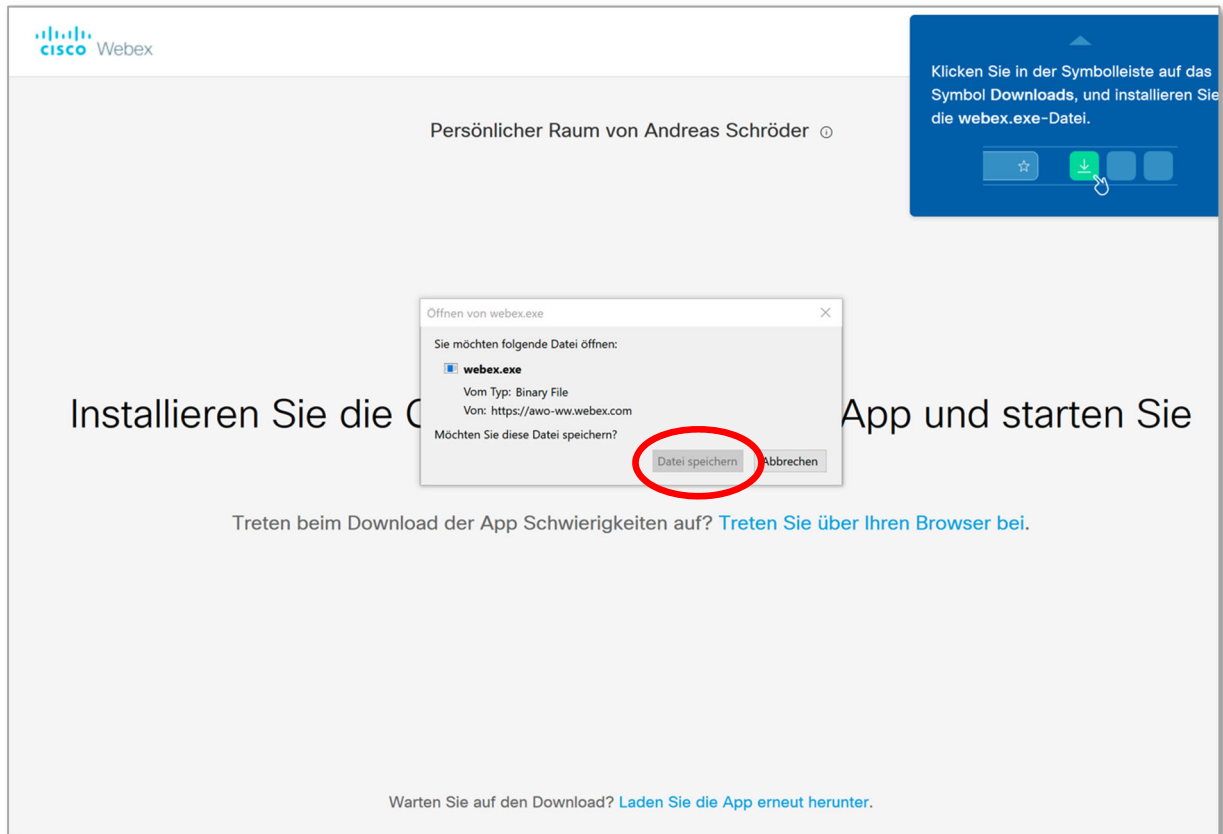 cisco Webex
Klicken Sie in der Symbolleiste auf das
Symbol Downloads, und installieren Sie
die webex.exe-Datei.
Persönlicher Raum von Andreas Schröder
Öffnen von webex.exe
Sie möchten folgende Datei öffnen:
webex.exe
Vom Typ: Binary File
Von: https://awo-ww.webex.com
Möchten Sie diese Datei speichern?
Datei speichern Abbrechen
Installieren Sie die App und starten Sie
Treten beim Download der App Schwierigkeiten auf? Treten Sie über Ihren Browser bei.
Warten Sie auf den Download? Laden Sie die App erneut herunter.